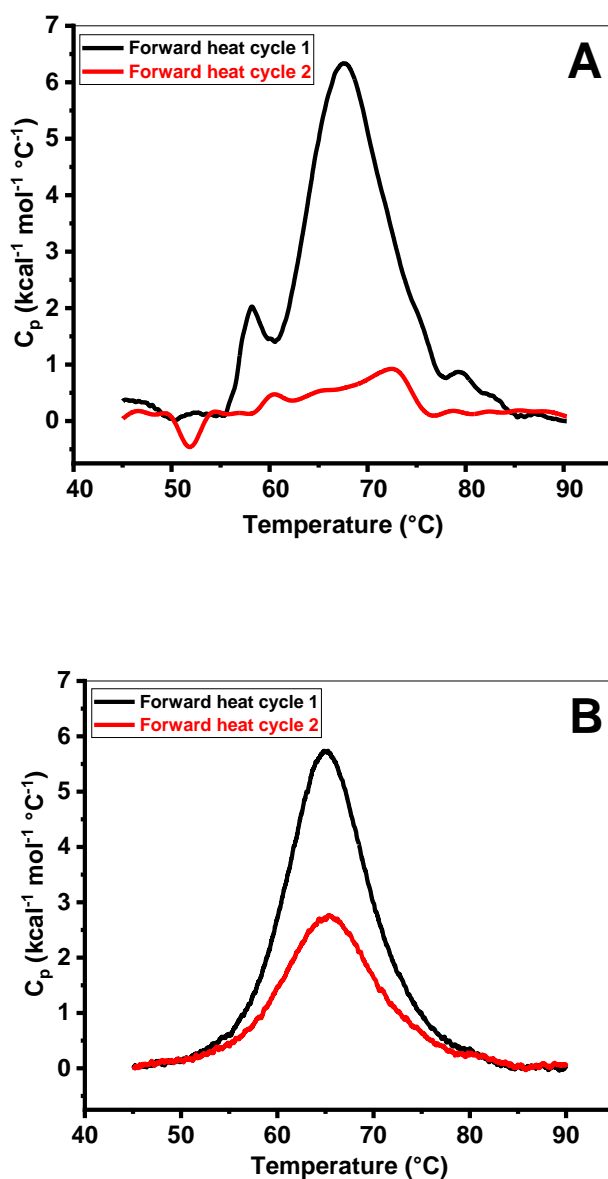 7
6
5
4
3
2
1
0
Forward heat cycle 1
Forward heat cycle 2
A
Cp (kcal⁻¹ mol⁻¹ °C⁻¹)
40 50 60 70 80 90
Temperature (°C)
7
6
5
4
3
2
1
0
Forward heat cycle 1
Forward heat cycle 2
B
Cp (kcal⁻¹ mol⁻¹ °C⁻¹)
40 50 60 70 80 90
Temperature (°C)